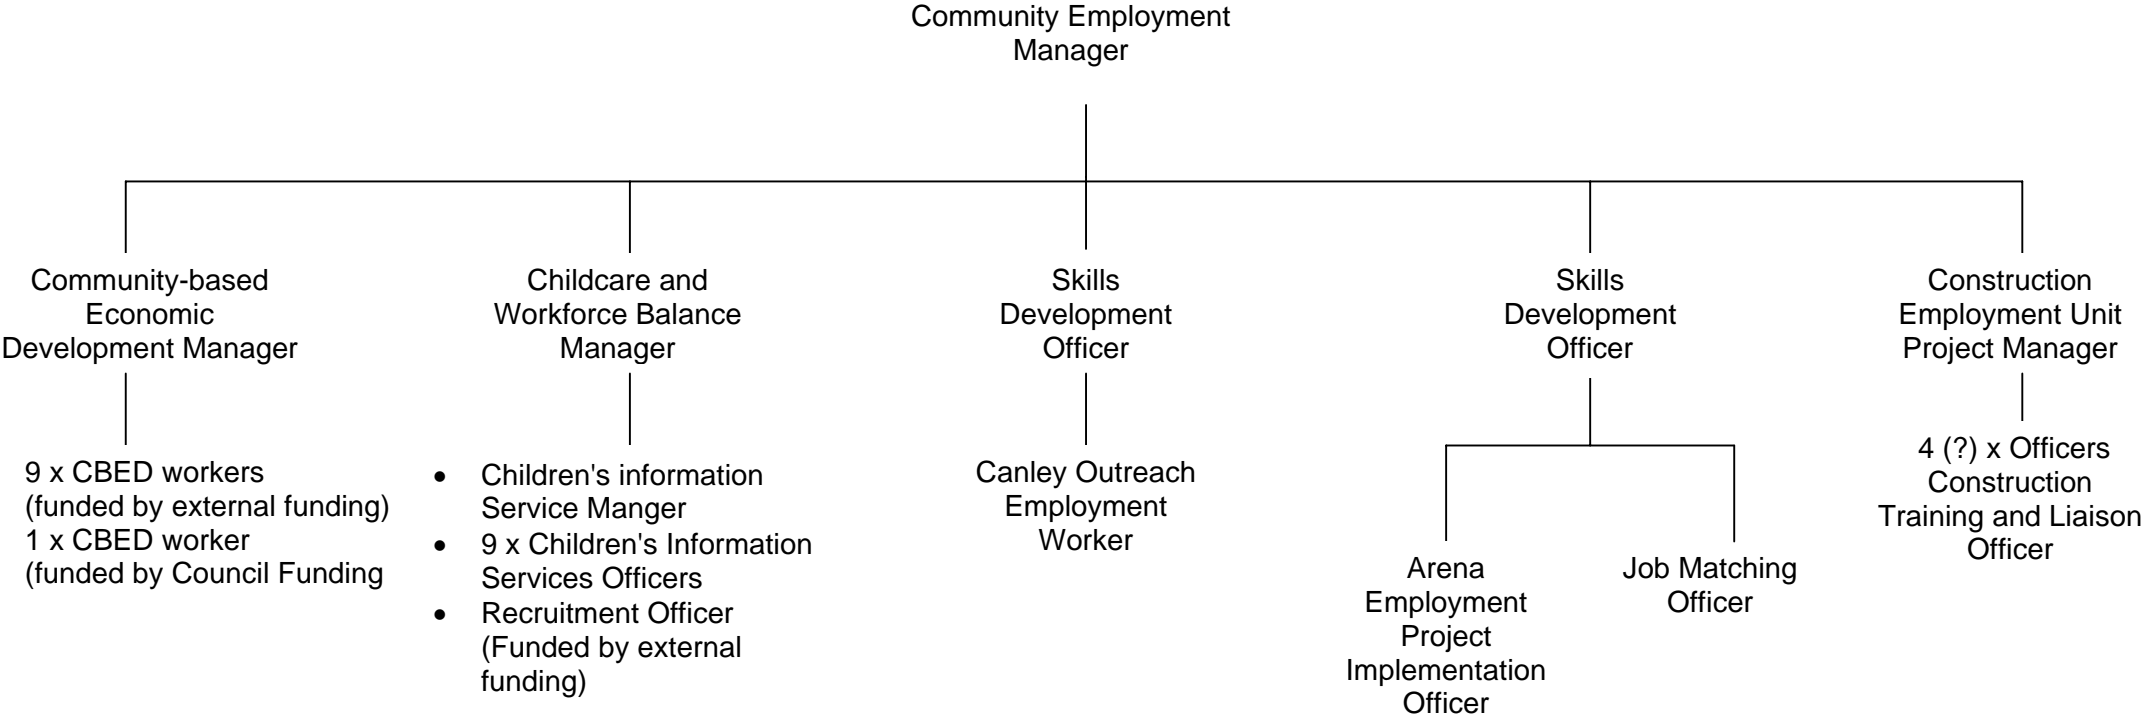 Community Employment
Manager
Community-based
Economic
Development Manager
Childcare and
Workforce Balance
Manager
Skills
Development
Officer
Skills
Development
Officer
Construction
Employment Unit
Project Manager
9 x CBED workers
(funded by external funding)
1 x CBED worker
(funded by Council Funding
• Children's information
Service Manger
• 9 x Children's Information
Services Officers
• Recruitment Officer
(Funded by external
funding)
Canley Outreach
Employment
Worker
Arena
Employment
Project
Implementation
Officer
Job Matching
Officer
4 (?) x Officers
Construction
Training and Liaison
Officer